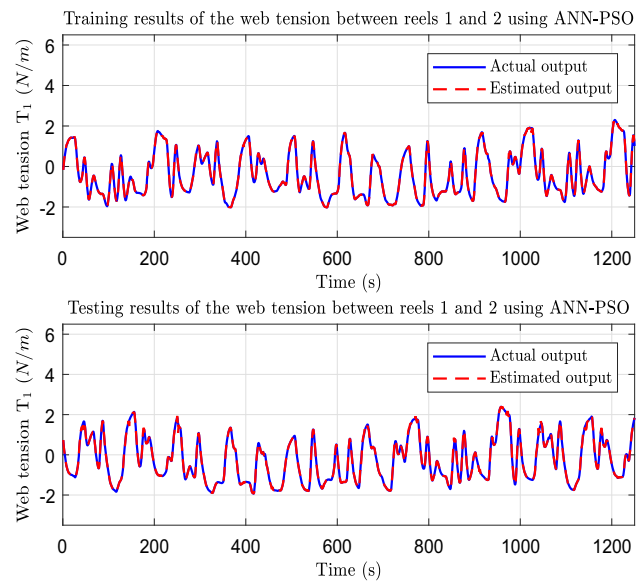 Training results of the web tension between reels 1 and 2 using ANN-PSO
Web tension T₁ (N/m)
6
4
2
0
-2
Actual output
Estimated output
0 200 400 600 800 1000 1200
Time (s)
Testing results of the web tension between reels 1 and 2 using ANN-PSO
Web tension T₁ (N/m)
6
4
2
0
-2
Actual output
Estimated output
0 200 400 600 800 1000 1200
Time (s)